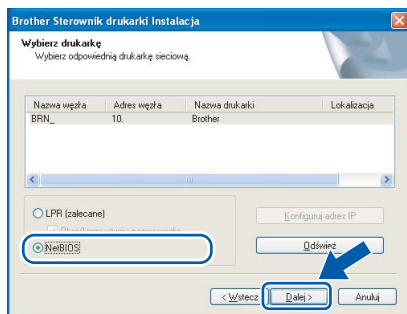 Brother Sterownik drukarki Instalacja
Wybierz drukarkę
Wybierz odpowiednią drukarkę sieciową.
Nazwa węzła Adres węzła Nazwa drukarki Lokalizacja
BRN_ 10. Brother
LPR (zalecane)
Konfiguruj adres IP
NetBIOS
Odśwież
< Wstecz Dalej > Anuluj